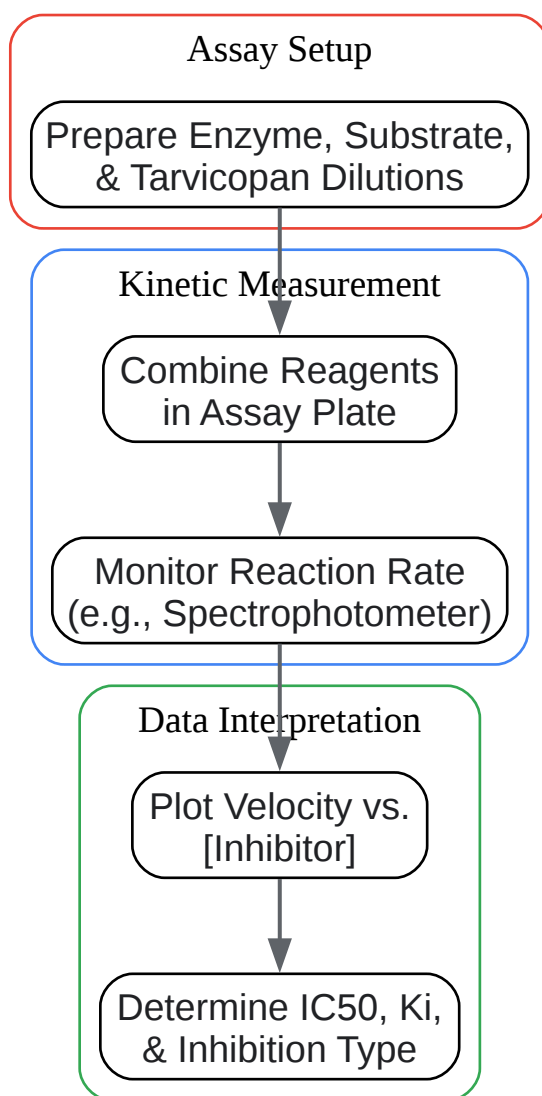 Assay Setup
Prepare Enzyme, Substrate,
& Tarvicopan Dilutions
Kinetic Measurement
Combine Reagents
in Assay Plate
Monitor Reaction Rate
(e.g., Spectrophotometer)
Data Interpretation
Plot Velocity vs.
[Inhibitor]
Determine IC50, Ki,
& Inhibition Type